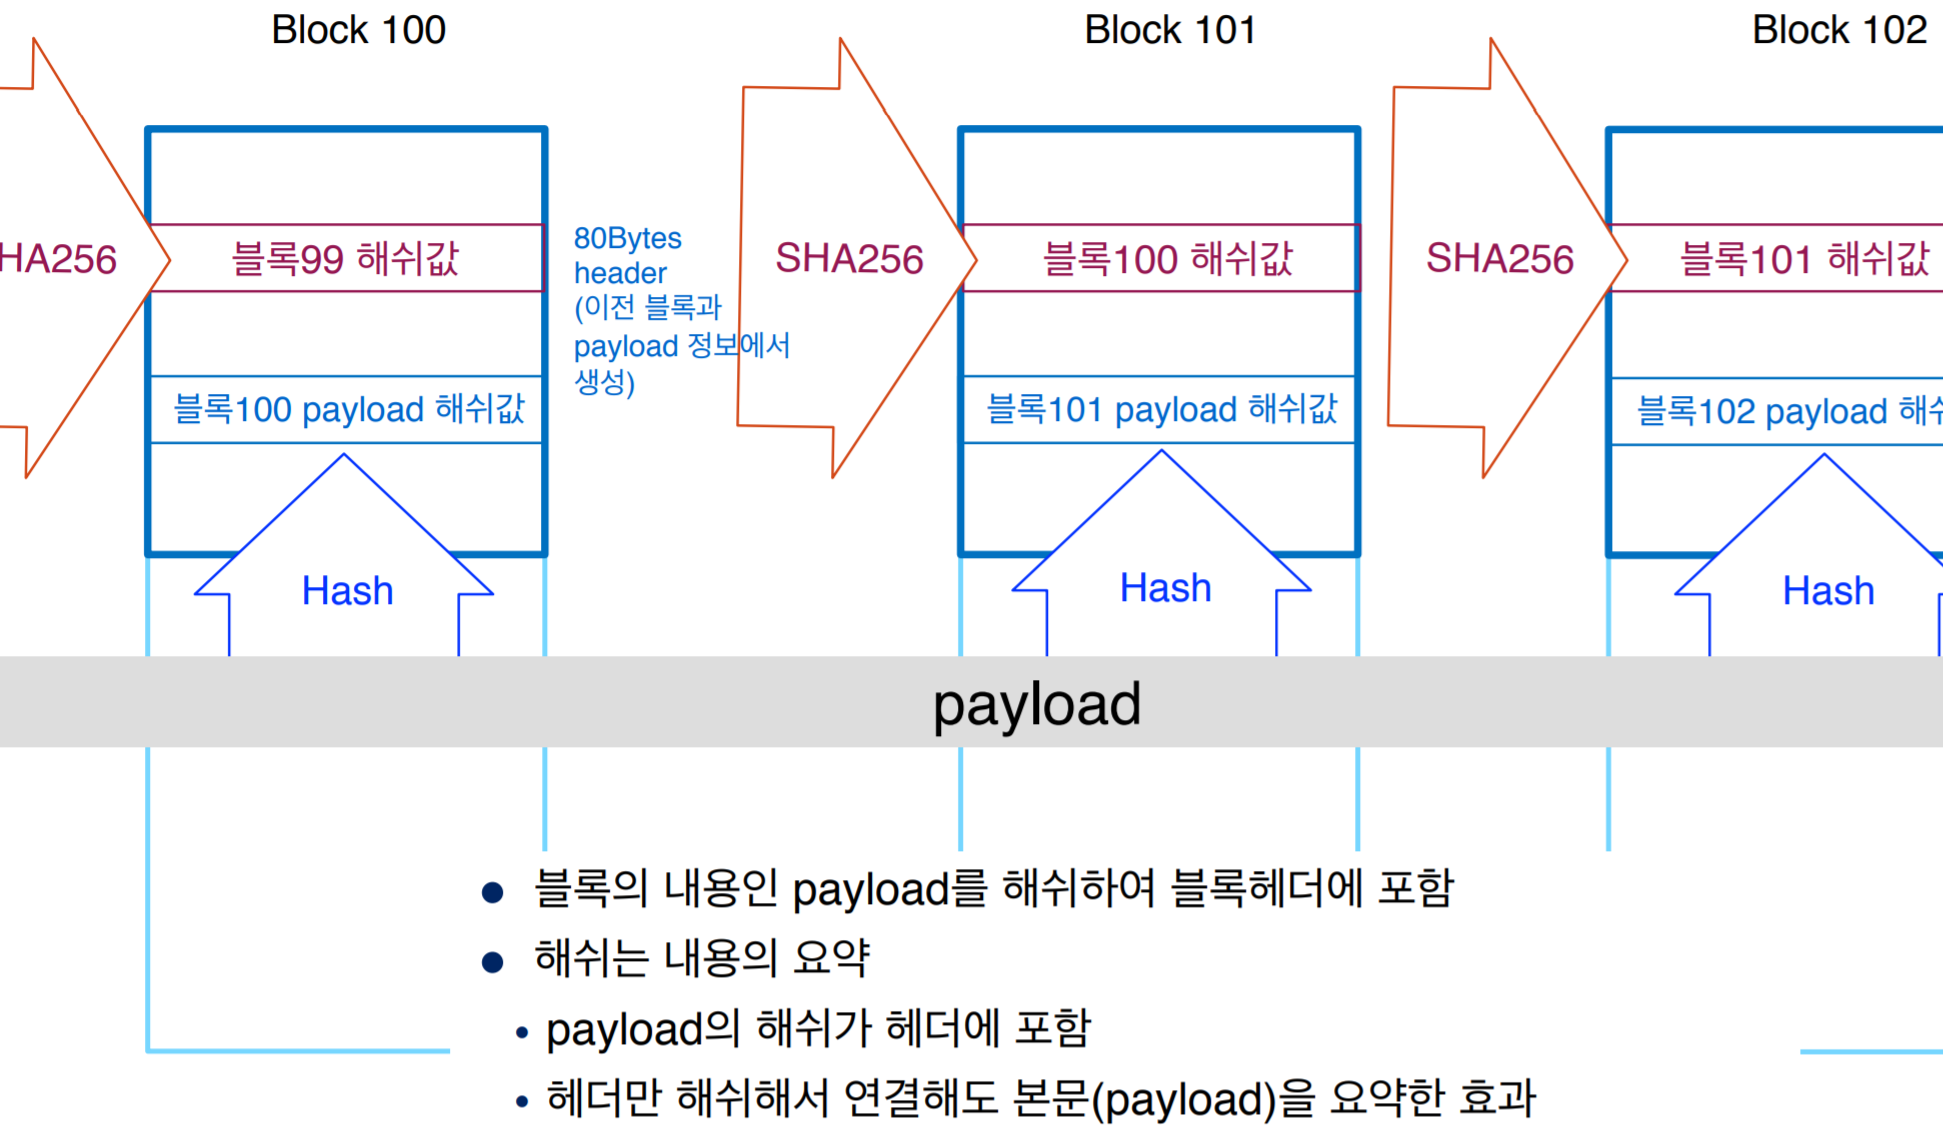 Block 100
Block 101
Block 102
HA256
블록99 해쉬값
80Bytes
header
(이전 블록과
payload 정보에서
생성)
SHA256
블록100 해쉬값
SHA256
블록101 해쉬값
블록100 payload 해쉬값
블록101 payload 해쉬값
블록102 payload 해쉬
Hash
Hash
Hash
payload
● 블록의 내용인 payload를 해쉬하여 블록헤더에 포함
● 해쉬는 내용의 요약
• payload의 해쉬가 헤더에 포함
• 헤더만 해쉬해서 연결해도 본문(payload)을 요약한 효과